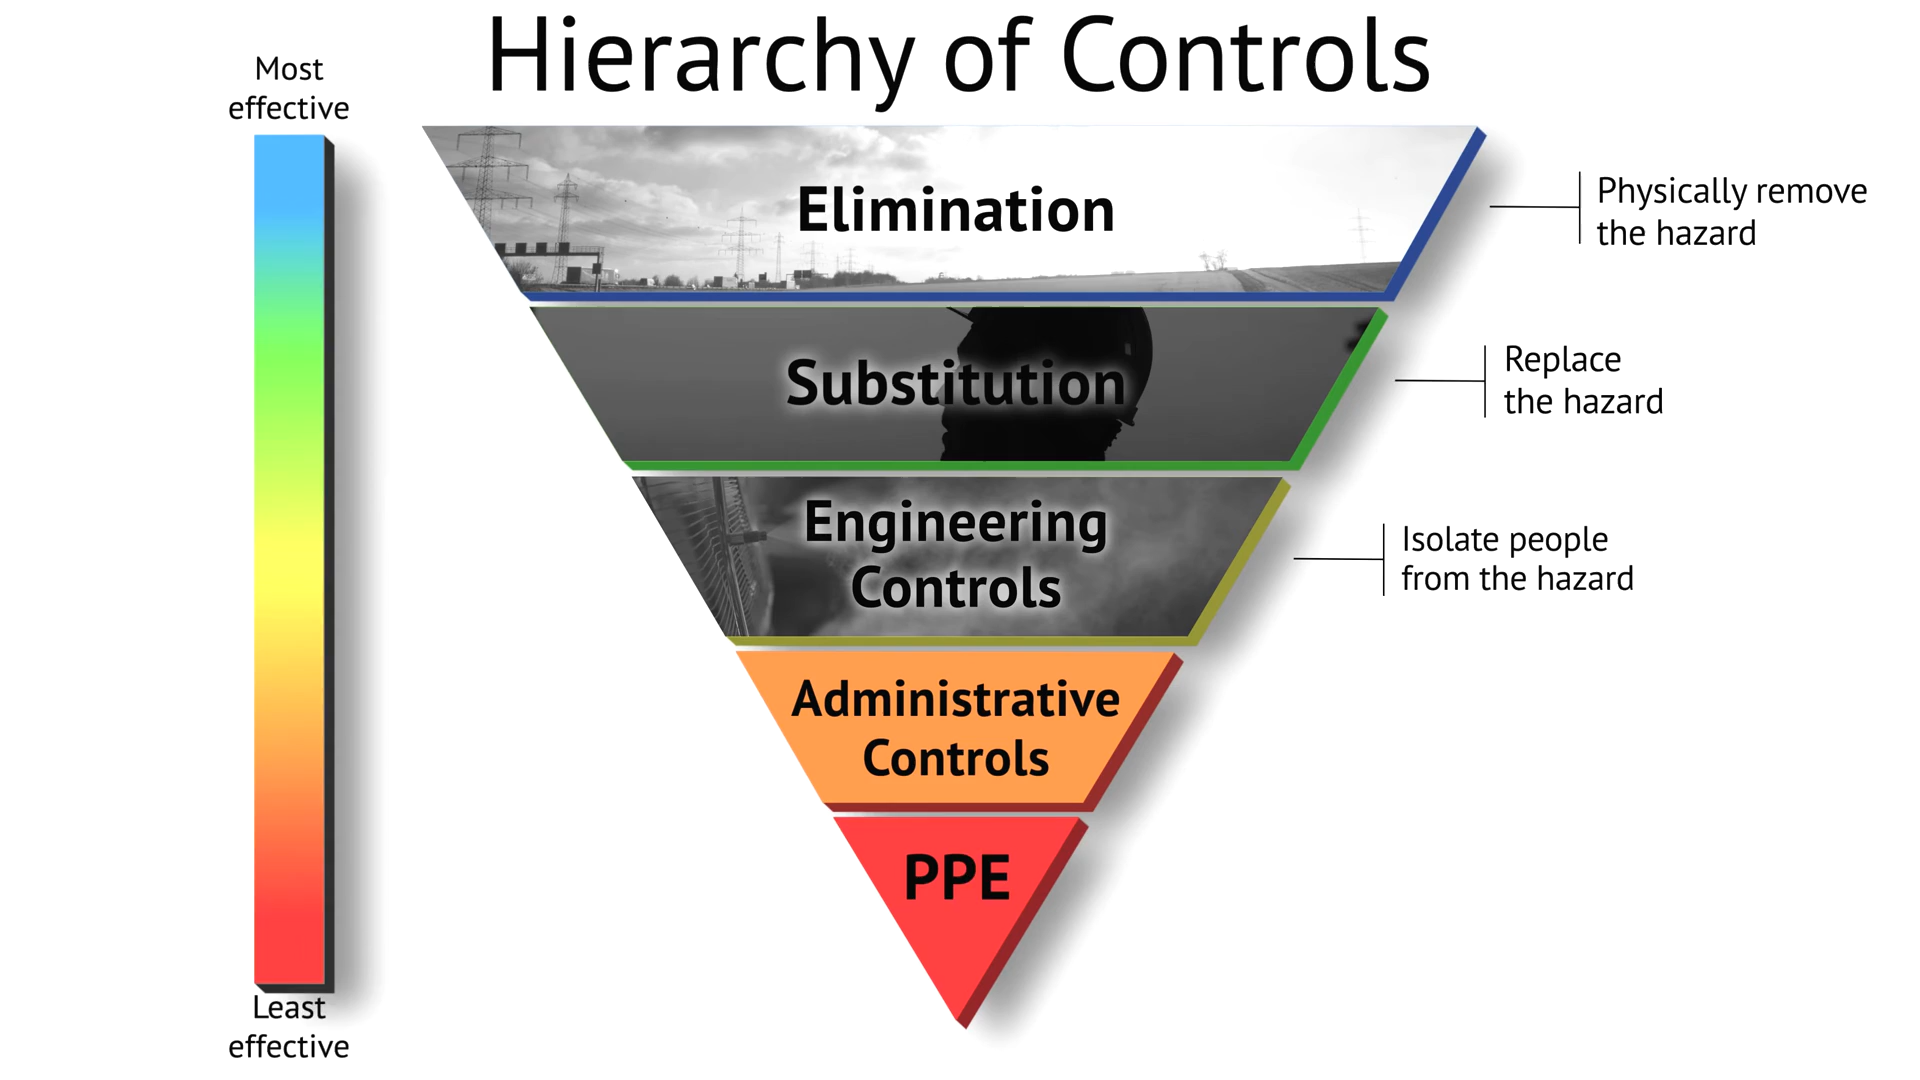 Hierarchy of Controls
Most
effective
Elimination
Physically remove
the hazard
Substitution
Replace
the hazard
Engineering
Controls
Isolate people
from the hazard
Administrative
Controls
PPE
Least
effective